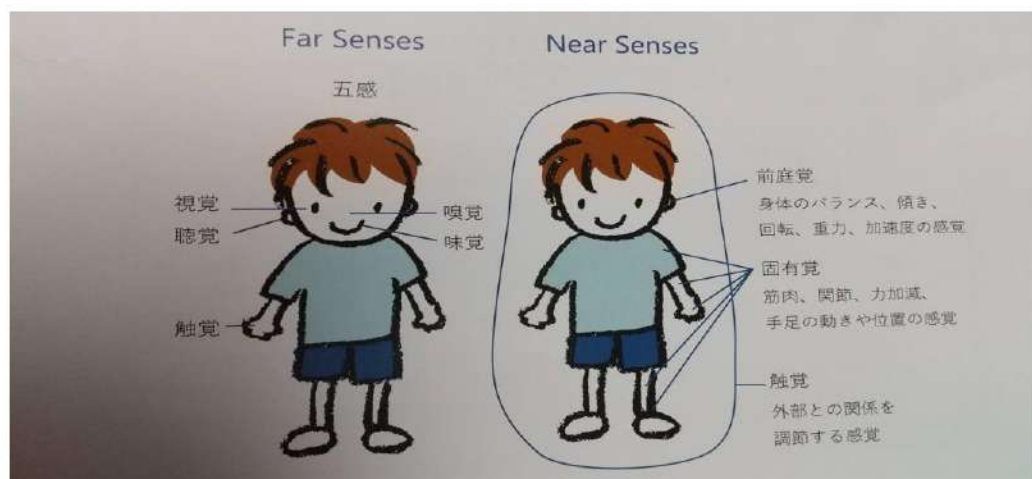 Far Senses
五感
視覚
聴覚
嗅覚
味覚
触覚
Near Senses
前庭覚
身体のバランス、傾き、
回転、重力、加速度の感覚
固有覚
筋肉、関節、力加減、
手足の動きや位置の感覚
触覚
外部との関係を
調節する感覚